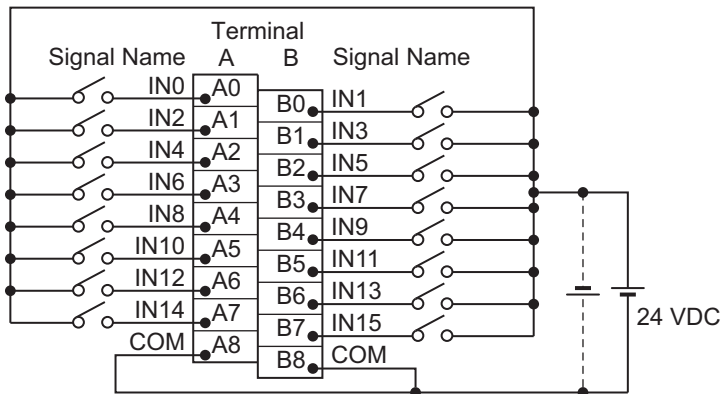 Terminal
Signal Name A B Signal Name
IN0 A0 B0 IN1
IN2 A1 B1 IN3
IN4 A2 B2 IN5
IN6 A3 B3 IN7
IN8 A4 B4 IN9
IN10 A5 B5 IN11
IN12 A6 B6 IN13
IN14 A7 B7 IN15
COM A8 B8 COM
24 VDC